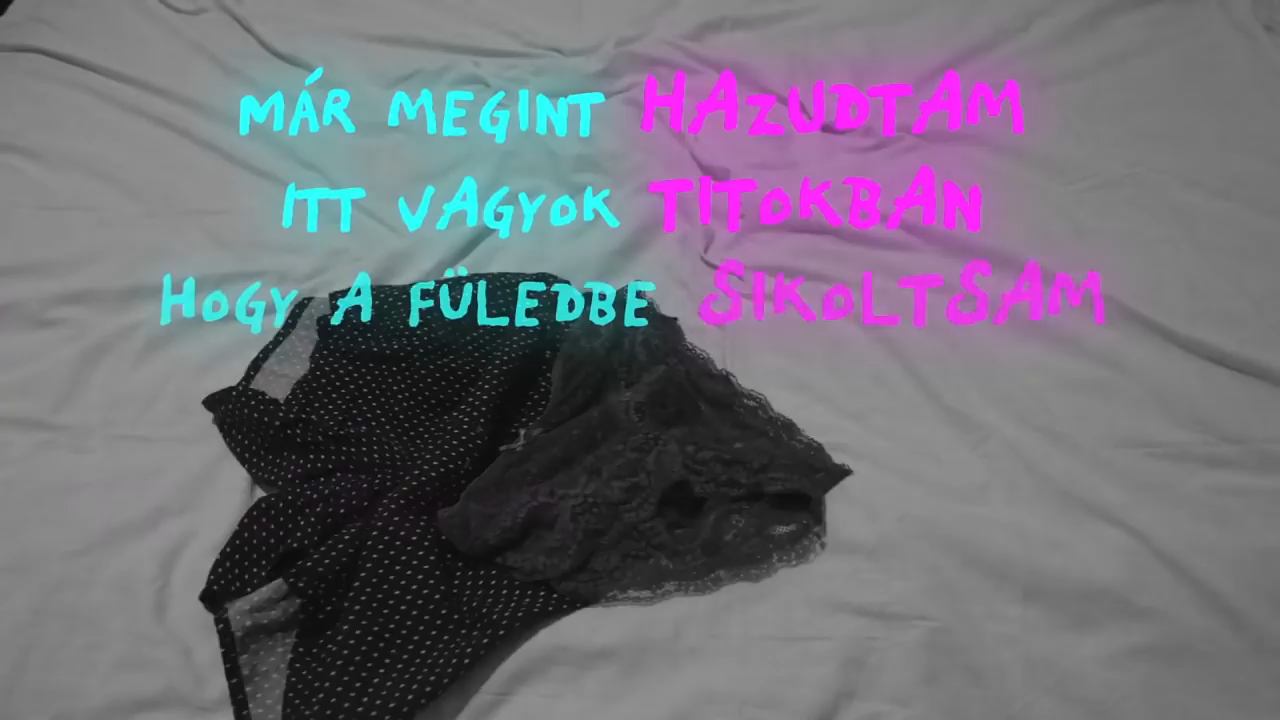 MÁR MEGINT HAZUDTAM
ITT VAGYOK TITOKBAN
HOGY A FÜLEDBE SIKOLTSAM